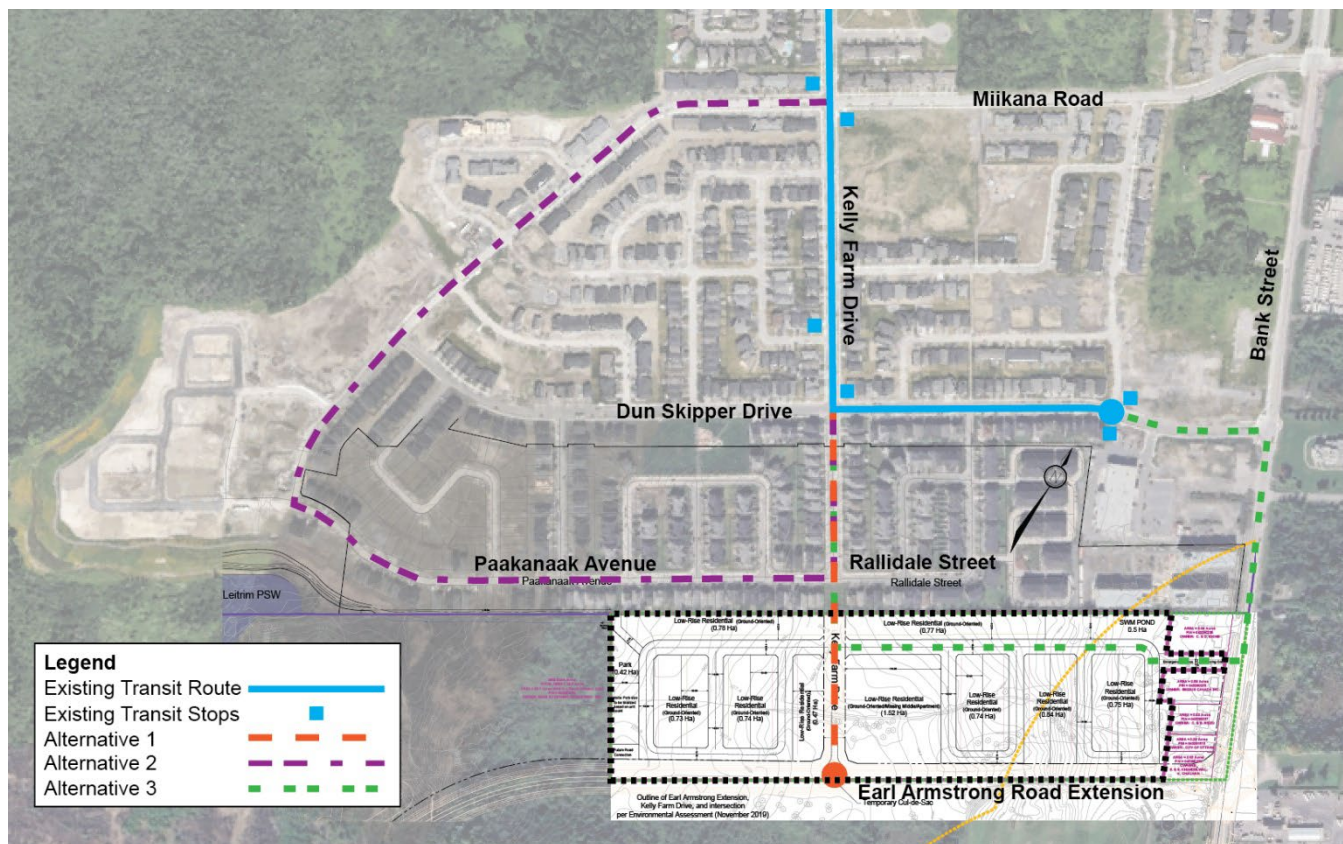 Miikana Road
Kelly Farm Drive
Bank Street
Dun Skipper Drive
Paakanaak Avenue
Rallidale Street
Paakanaak Avenue
Rallidale Street
Leitrim PSW
Low-Rise Residential (Ground-Oriented)
(0.78 Ha)
Low-Rise Residential (Ground-Oriented)
(0.77 Ha)
SWM POND
0.5 Ha
Park
Low-Rise
Residential
(Ground-Oriented)
(0.73 Ha)
Low-Rise
Residential
(Ground-Oriented)
(0.74 Ha)
Low-Rise Residential
(Ground-Oriented)
(0.47 Ha)
Low-Rise Residential
(Ground-Oriented/Missing Middle/Apartment)
(1.52 Ha)
Low-Rise
Residential
(Ground-Oriented)
(0.74 Ha)
Low-Rise
Residential
(Ground-Oriented)
Low-Rise
Residential
(Ground-Oriented)
(0.75 Ha)
Earl Armstrong Road Extension
Temporary Cul-de-Sac
Outline of Earl Armstrong Extension,
Kelly Farm Drive, and intersection
per Environmental Assessment (November 2019)
Legend
Existing Transit Route
Existing Transit Stops
Alternative 1
Alternative 2
Alternative 3